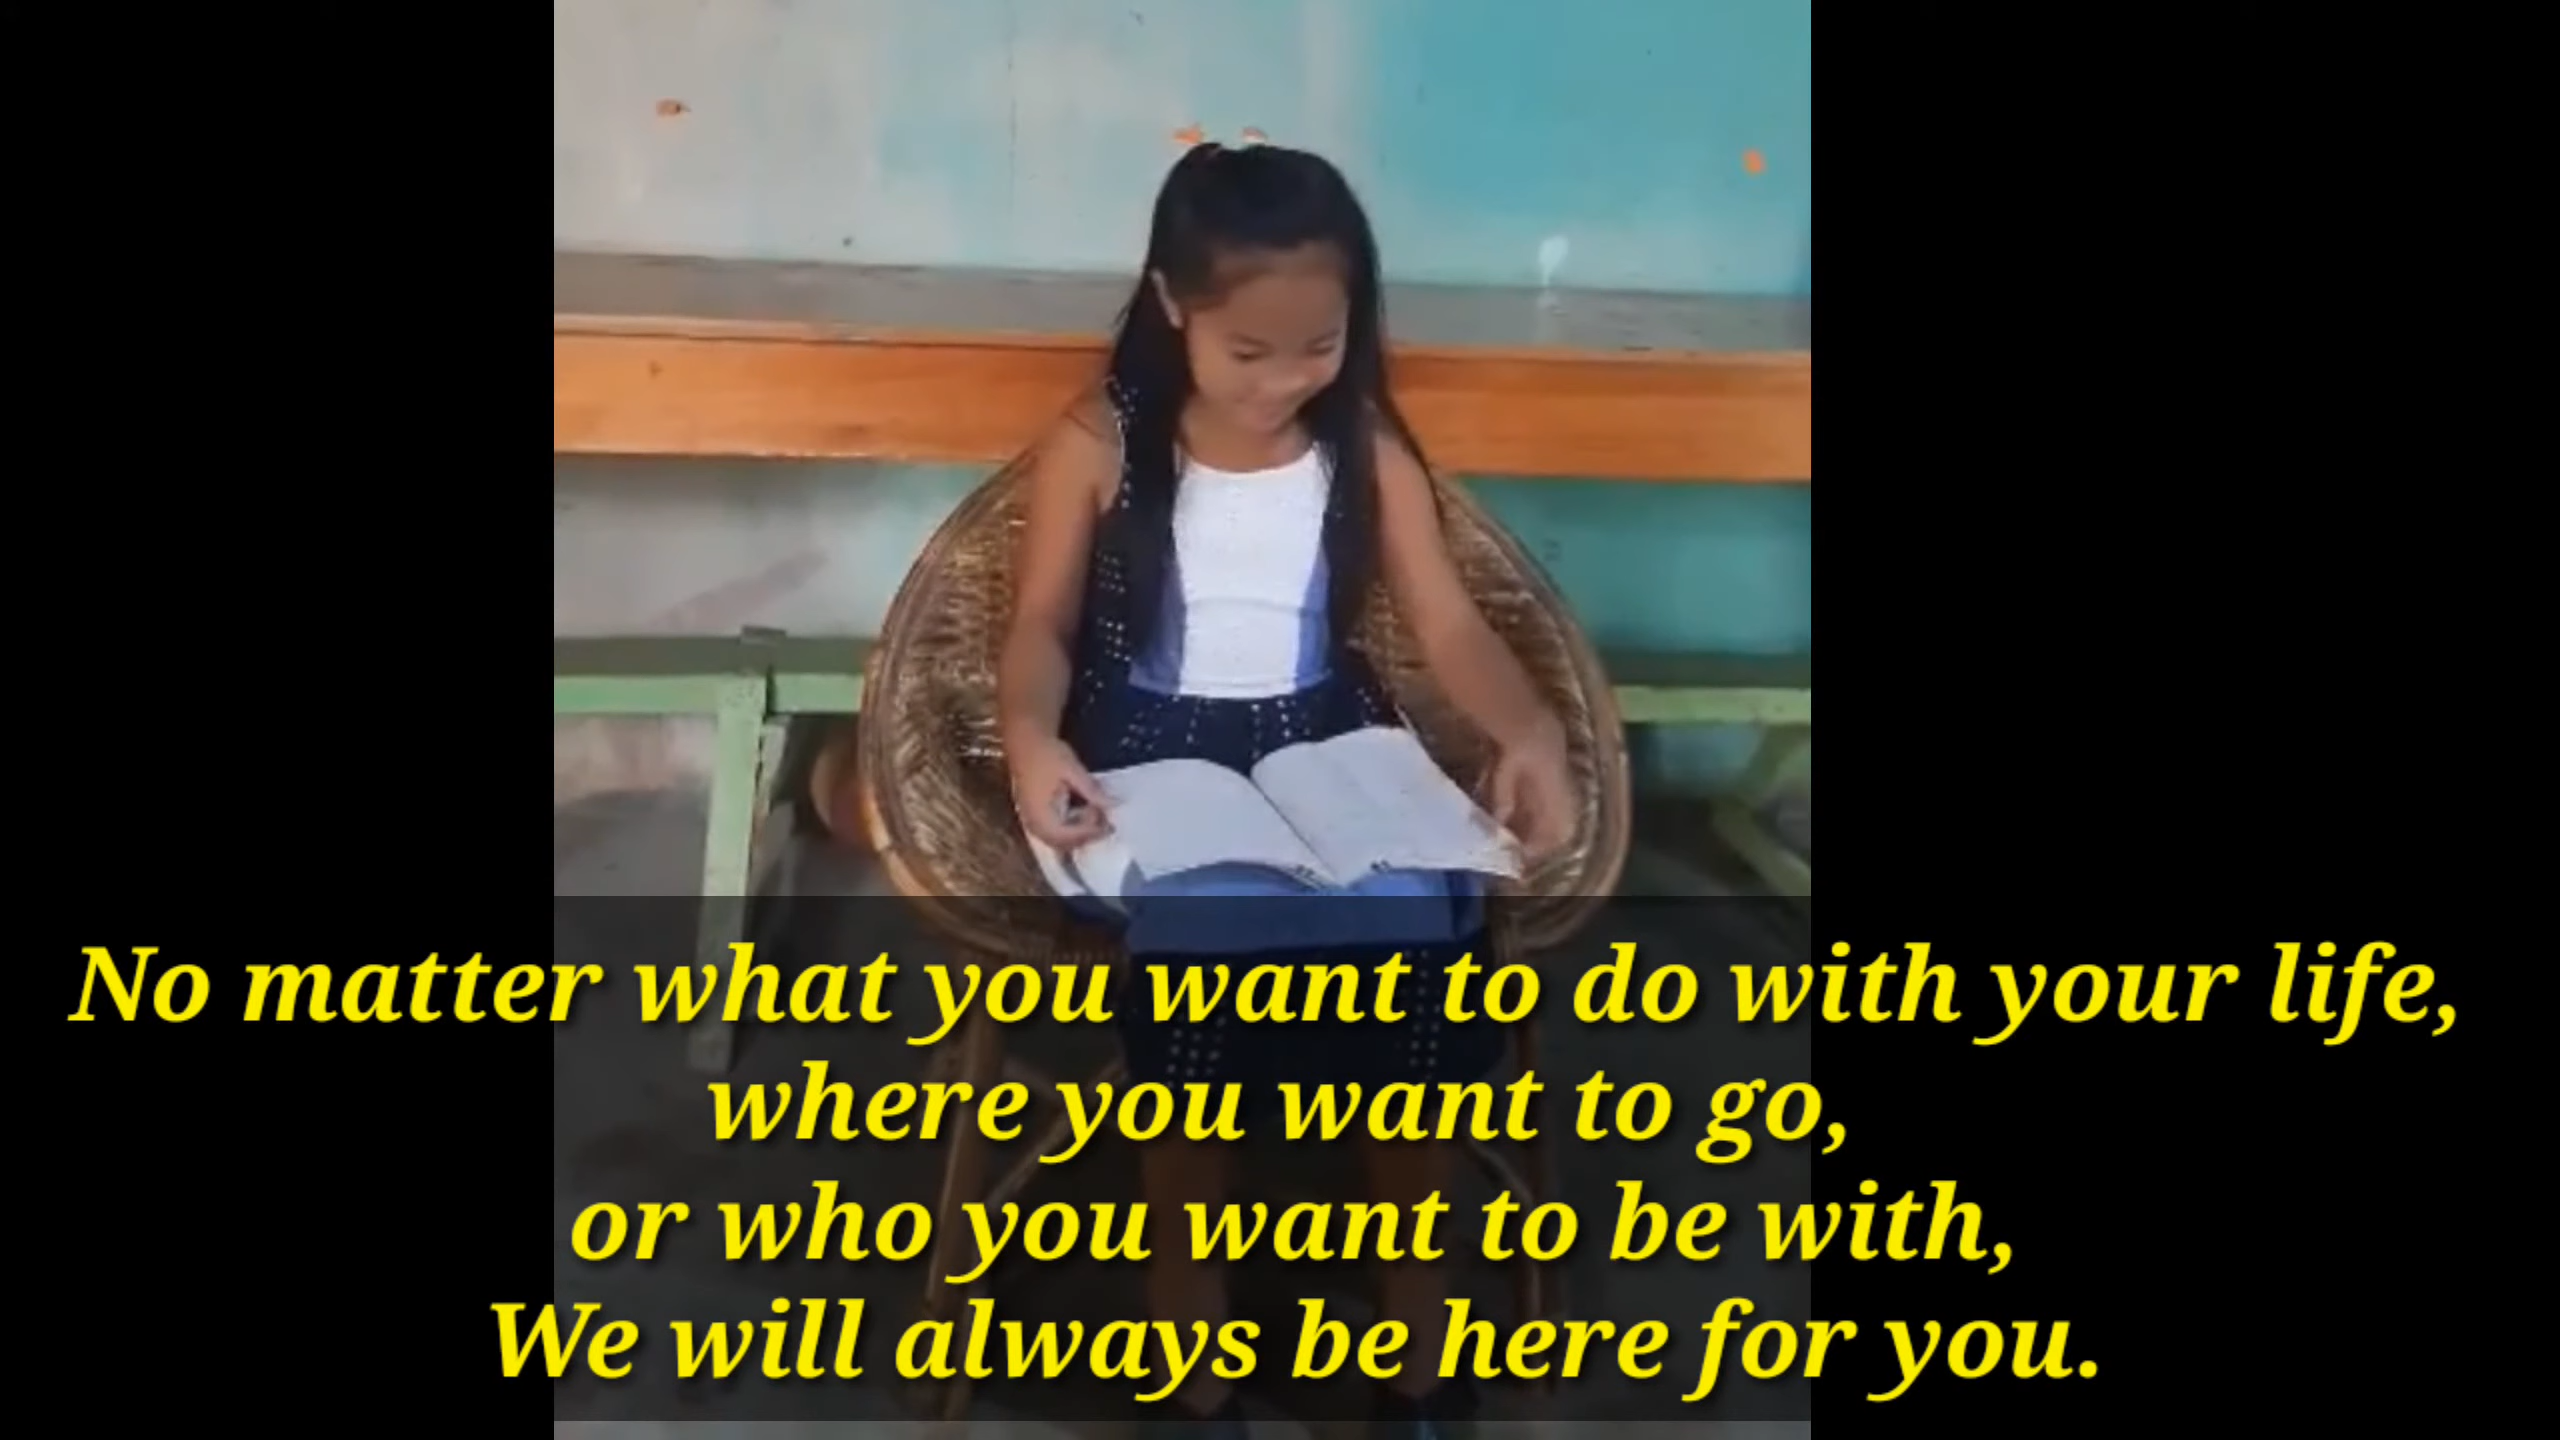 No matter what you want to do with your life,
where you want to go,
or who you want to be with,
We will always be here for you.